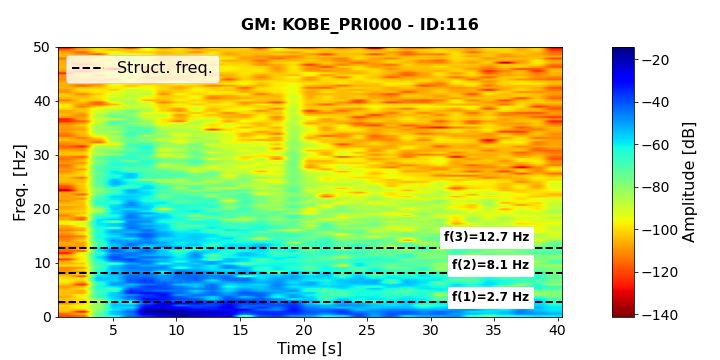 GM: KOBE_PRI000 - ID:116
50
40
30
20
10
0
Freq. [Hz]
Struct. freq.
f(3)=12.7 Hz
f(2)=8.1 Hz
f(1)=2.7 Hz
5 10 15 20 25 30 35 40
Time [s]
−20
−40
−60
−80
−100
−120
−140
Amplitude [dB]